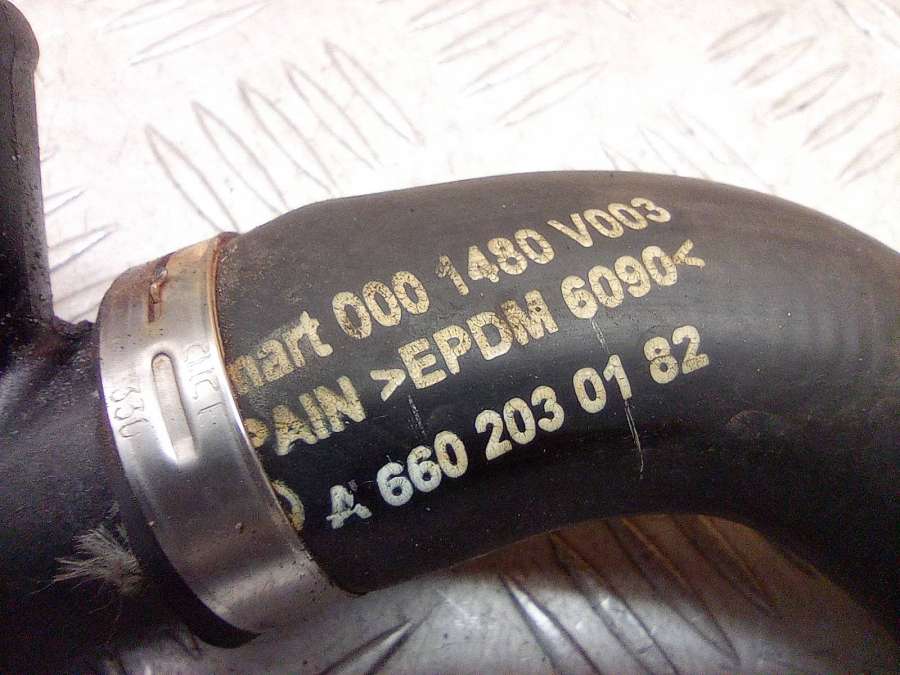 mart 000 1480 V003
PAIN >EPDM 6090<
A 660 203 01 82